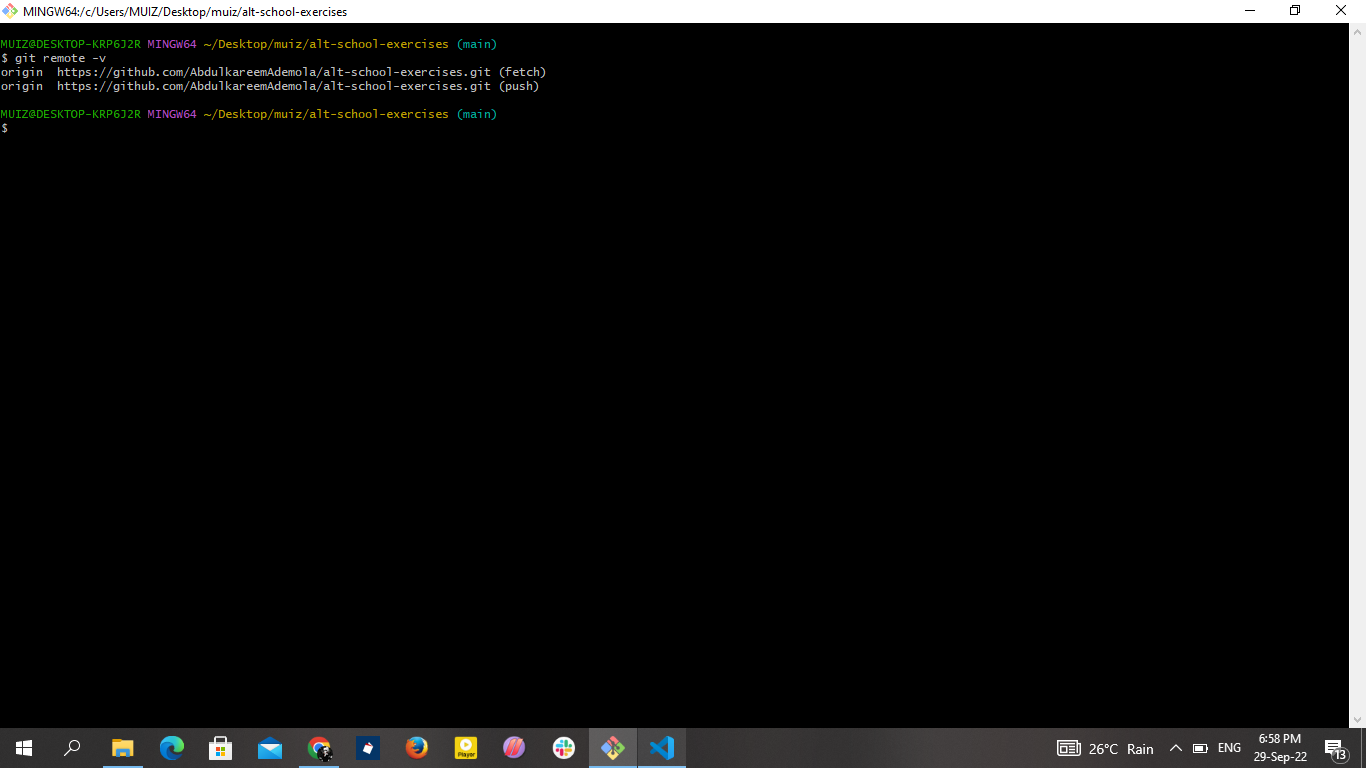 MINGW64:/c/Users/MUIZ/Desktop/muiz/alt-school-exercises
MUIZ@DESKTOP-KRP6J2R MINGW64 ~/Desktop/muiz/alt-school-exercises (main)
$ git remote -v
origin  https://github.com/AbdulkareemAdemola/alt-school-exercises.git (fetch)
origin  https://github.com/AbdulkareemAdemola/alt-school-exercises.git (push)
MUIZ@DESKTOP-KRP6J2R MINGW64 ~/Desktop/muiz/alt-school-exercises (main)
$
Player
26°C Rain
ENG
6:58 PM
29-Sep-22
13